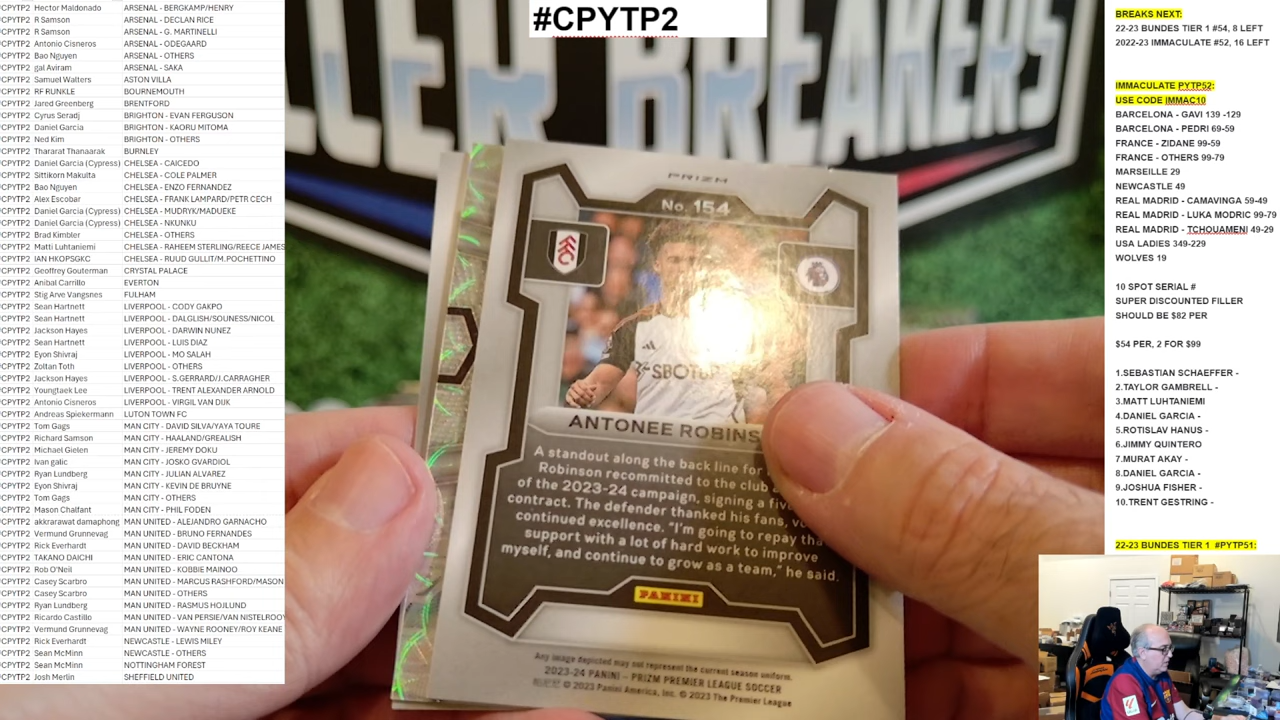 #CPYTP2
CPYTP2 Hector Maldonado ARSENAL - BERGKAMP/HENRY
CPYTP2 R Samson ARSENAL - DECLAN RICE
CPYTP2 R Samson ARSENAL - G. MARTINELLI
CPYTP2 Antonio Cisneros ARSENAL - ODEGAARD
CPYTP2 Bao Nguyen ARSENAL - OTHERS
CPYTP2 gal Aviram ARSENAL - SAKA
CPYTP2 Samuel Walters ASTON VILLA
CPYTP2 RF RUNKLE BOURNEMOUTH
CPYTP2 Jared Greenberg BRENTFORD
CPYTP2 Cyrus Seradj BRIGHTON - EVAN FERGUSON
CPYTP2 Daniel Garcia BRIGHTON - KAORU MITOMA
CPYTP2 Ned Kim BRIGHTON - OTHERS
CPYTP2 Thararat Thanaarak BURNLEY
CPYTP2 Daniel Garcia (Cypress) CHELSEA - CAICEDO
CPYTP2 Sittikorn Makulta CHELSEA - COLE PALMER
CPYTP2 Bao Nguyen CHELSEA - ENZO FERNANDEZ
CPYTP2 Alex Escobar CHELSEA - FRANK LAMPARD/PETR CECH
CPYTP2 Daniel Garcia (Cypress) CHELSEA - MUDRYK/MADUEKE
CPYTP2 Daniel Garcia (Cypress) CHELSEA - NKUNKU
CPYTP2 Brad Kimbler CHELSEA - OTHERS
CPYTP2 Matti Luhtaniemi CHELSEA - RAHEEM STERLING/REECE JAMES
CPYTP2 IAN HKOPSGKC CHELSEA - RUUD GULLIT/M.POCHETTINO
CPYTP2 Geoffrey Gouterman CRYSTAL PALACE
CPYTP2 Anibal Carrillo EVERTON
CPYTP2 Stig Arve Vangsnes FULHAM
CPYTP2 Sean Hartnett LIVERPOOL - CODY GAKPO
CPYTP2 Sean Hartnett LIVERPOOL - DALGLISH/SOUNESS/NICOL
CPYTP2 Jackson Hayes LIVERPOOL - DARWIN NUNEZ
CPYTP2 Sean Hartnett LIVERPOOL - LUIS DIAZ
CPYTP2 Eyon Shivraj LIVERPOOL - MO SALAH
CPYTP2 Zoltan Toth LIVERPOOL - OTHERS
CPYTP2 Jackson Hayes LIVERPOOL - S.GERRARD/J.CARRAGHER
CPYTP2 Youngtaek Lee LIVERPOOL - TRENT ALEXANDER ARNOLD
CPYTP2 Antonio Cisneros LIVERPOOL - VIRGIL VAN DIJK
CPYTP2 Andreas Spiekermann LUTON TOWN FC
CPYTP2 Tom Gags MAN CITY - DAVID SILVA/YAYA TOURE
CPYTP2 Richard Samson MAN CITY - HAALAND/GREALISH
CPYTP2 Michael Gielen MAN CITY - JEREMY DOKU
CPYTP2 Ivan galic MAN CITY - JOSKO GVARDIOL
CPYTP2 Ryan Lundberg MAN CITY - JULIAN ALVAREZ
CPYTP2 Eyon Shivraj MAN CITY - KEVIN DE BRUYNE
CPYTP2 Tom Gags MAN CITY - OTHERS
CPYTP2 Mason Chalfant MAN CITY - PHIL FODEN
CPYTP2 akkrarawat damaphong MAN UNITED - ALEJANDRO GARNACHO
CPYTP2 Vermund Grunnevag MAN UNITED - BRUNO FERNANDES
CPYTP2 Rick Everhardt MAN UNITED - DAVID BECKHAM
CPYTP2 TAKANO DAICHI MAN UNITED - ERIC CANTONA
CPYTP2 Rob O'Neil MAN UNITED - KOBBIE MAINOO
CPYTP2 Casey Scarbro MAN UNITED - MARCUS RASHFORD/MASON
CPYTP2 Casey Scarbro MAN UNITED - OTHERS
CPYTP2 Ryan Lundberg MAN UNITED - RASMUS HOJLUND
CPYTP2 Ricardo Castillo MAN UNITED - VAN PERSIE/VAN NISTELROOY
CPYTP2 Vermund Grunnevag MAN UNITED - WAYNE ROONEY/ROY KEANE
CPYTP2 Rick Everhardt NEWCASTLE - LEWIS MILEY
CPYTP2 Sean McMinn NEWCASTLE - OTHERS
CPYTP2 Sean McMinn NOTTINGHAM FOREST
CPYTP2 Josh Merlin SHEFFIELD UNITED
PRIZM
No. 154
SBOTO
ANTONEE ROBINS
A standout along the back line for
Robinson recommitted to the club
of the 2023-24 campaign, signing a five
contract. The defender thanked his fans,
continued excellence. "I'm going to repay
support with a lot of hard work to improve
myself, and continue to grow as a team," he said.
PANINI
Any image depicted may not represent the current season uniform.
2023-24 PANINI – PRIZM PREMIER LEAGUE SOCCER
© 2023 Panini America, Inc. © 2023 The Premier League
BREAKS NEXT:
22-23 BUNDES TIER 1 #54, 8 LEFT
2022-23 IMMACULATE #52, 16 LEFT
IMMACULATE PYTP52:
USE CODE IMMAC10
BARCELONA - GAVI 139 -129
BARCELONA - PEDRI 69-59
FRANCE - ZIDANE 99-59
FRANCE - OTHERS 99-79
MARSEILLE 29
NEWCASTLE 49
REAL MADRID - CAMAVINGA 59-49
REAL MADRID - LUKA MODRIC 99-79
REAL MADRID - TCHOUAMENI 49-29
USA LADIES 349-229
WOLVES 19
10 SPOT SERIAL #
SUPER DISCOUNTED FILLER
SHOULD BE $82 PER
$54 PER, 2 FOR $99
1.SEBASTIAN SCHAEFFER -
2.TAYLOR GAMBRELL -
3.MATT LUHTANIEMI
4.DANIEL GARCIA -
5.ROTISLAV HANUS -
6.JIMMY QUINTERO
7.MURAT AKAY -
8.DANIEL GARCIA -
9.JOSHUA FISHER -
10.TRENT GESTRING -
22-23 BUNDES TIER 1 #PYTP51: